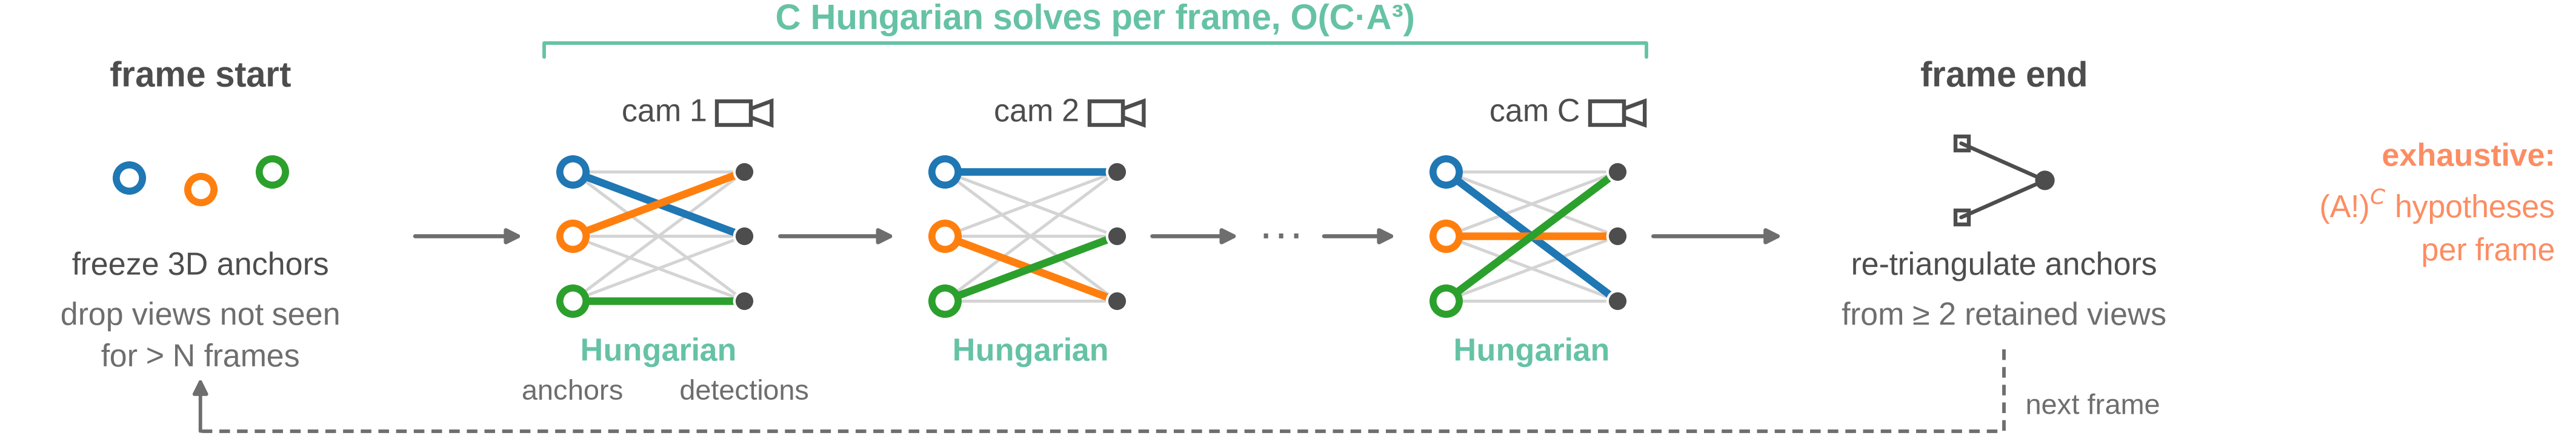 C Hungarian solves per frame, O(C·A³)
frame start
freeze 3D anchors
drop views not seen
for > N frames
cam 1
Hungarian
anchors detections
cam 2
Hungarian
...
cam C
Hungarian
frame end
re-triangulate anchors
from ≥ 2 retained views
next frame
exhaustive:
(A!)^C hypotheses
per frame